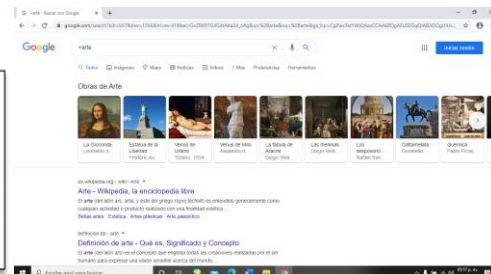 +arte - Buscar con Google
Google
+arte
Iniciar sesión
Todos Imágenes Maps Noticias Vídeos Más Preferencias Herramientas
Obras de Arte
La Gioconda
Leonardo d...
Estatua de la Libertad
Frédéric Au...
Venus de Urbino
Tiziano, 1534
Venus de Milo
Alejandro d...
La fábula de Aracne
Diego Velá...
Las meninas
Diego Velá...
Los desposorio...
Rafael San...
Gattamelata
Donatello, ...
Guernica
Pablo Picas...
es.wikipedia.org › wiki › Arte
Arte - Wikipedia, la enciclopedia libre
El arte (del latín ars, artis, y este del griego τέχνη téchnē) es entendido generalmente como
cualquier actividad o producto realizado con una finalidad estética ...
Bellas artes Estética Artes plásticas Arte paleolítico
definicion.de › arte
Definición de arte - Qué es, Significado y Concepto
El arte (del latín ars) es el concepto que engloba todas las creaciones realizadas por el ser
humano para expresar una visión sensible acerca del mundo,
Escribe aquí para buscar